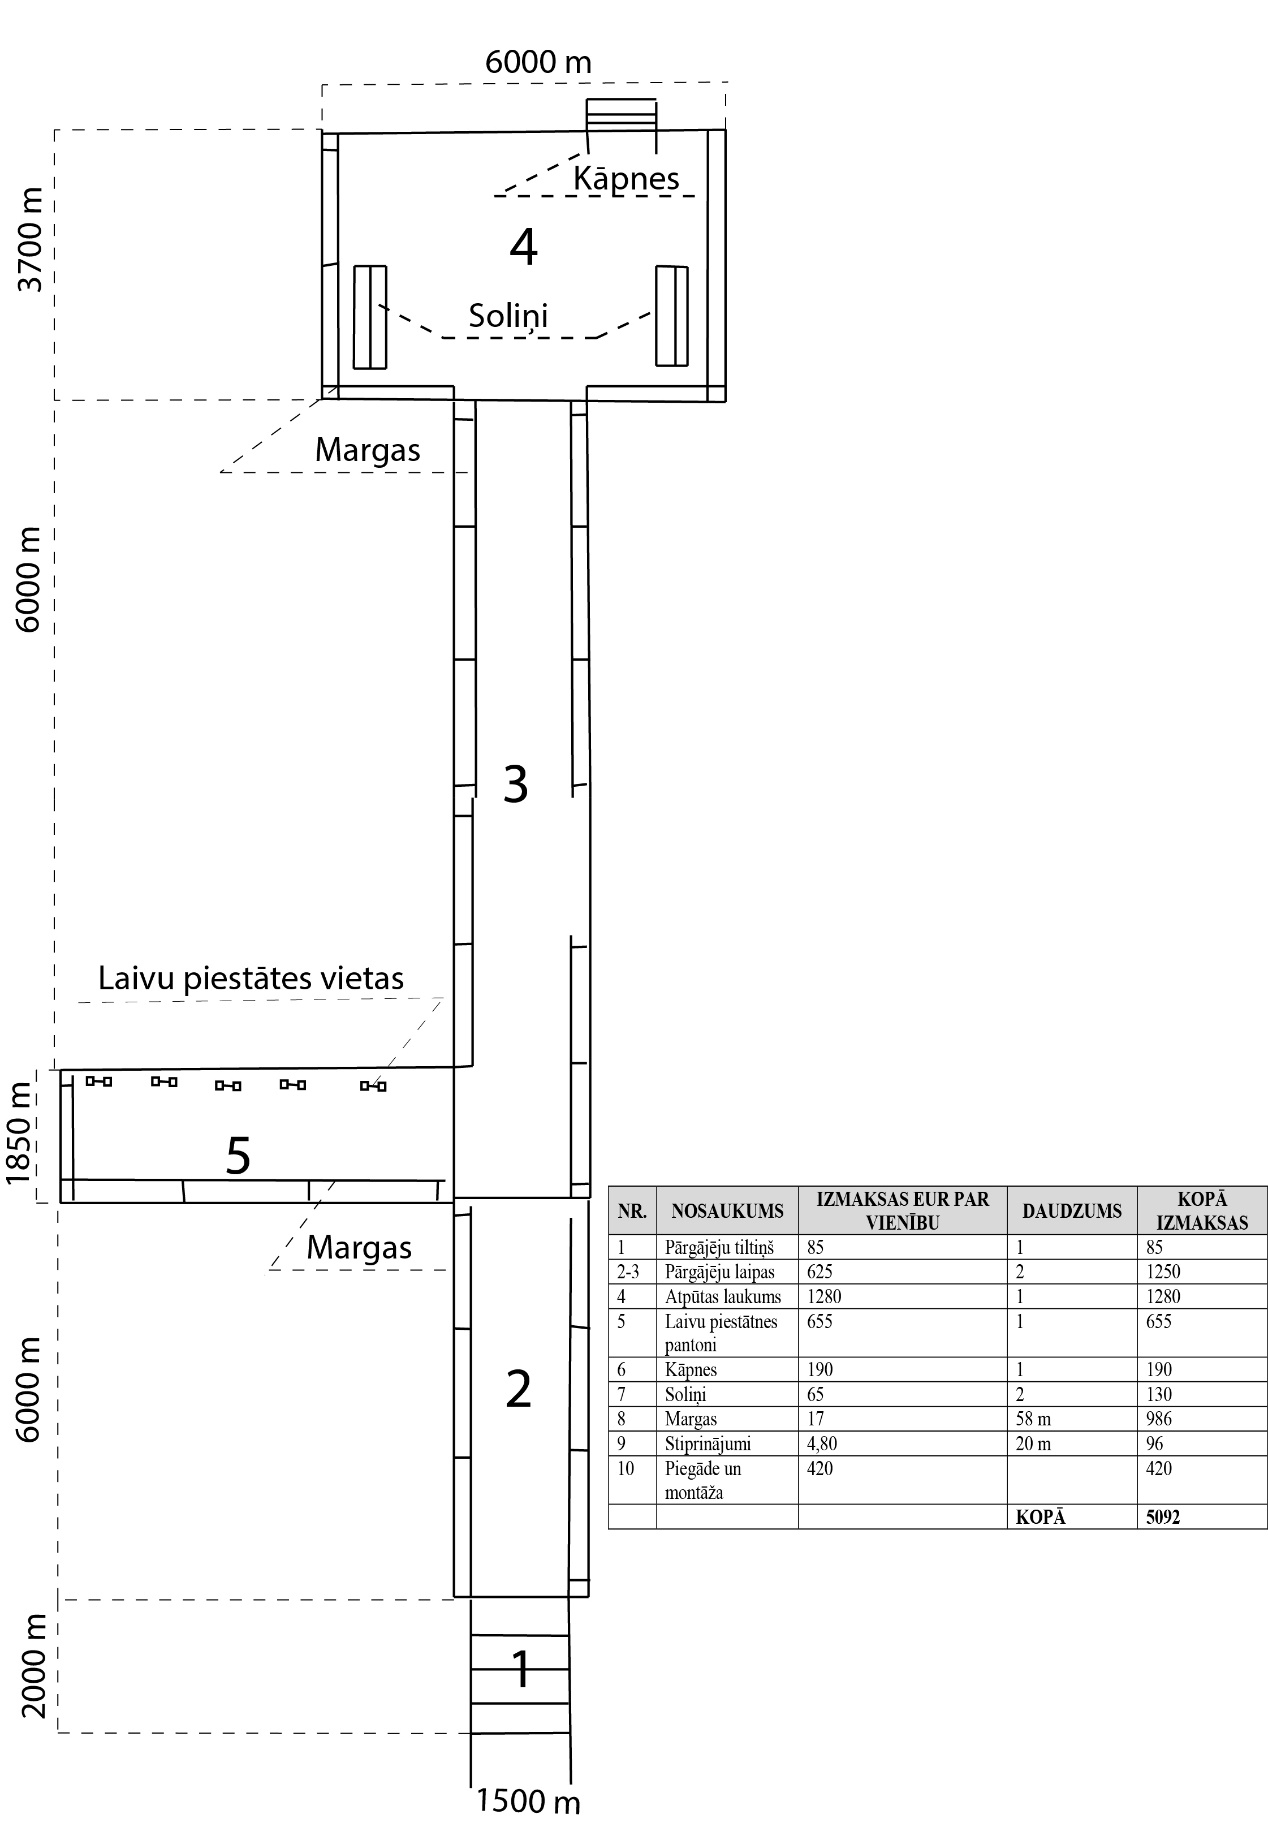 6000 m
Kāpnes
3700 m
4
Soliņi
Margas
6000 m
3
Laivu piestātes vietas
1850 m
5
Margas
6000 m
2
2000 m
1
1500 m
NR. NOSAUKUMS IZMAKSAS EUR PAR VIENĪBU DAUDZUMS KOPĀ IZMAKSAS
1 Pārgājēju tiltiņš 85 1 85
2-3 Pārgājēju laipas 625 2 1250
4 Atpūtas laukums 1280 1 1280
5 Laivu piestātnes pantoni 655 1 655
6 Kāpnes 190 1 190
7 Soliņi 65 2 130
8 Margas 17 58 m 986
9 Stiprinājumi 4,80 20 m 96
10 Piegāde un montāža 420 420
KOPĀ 5092